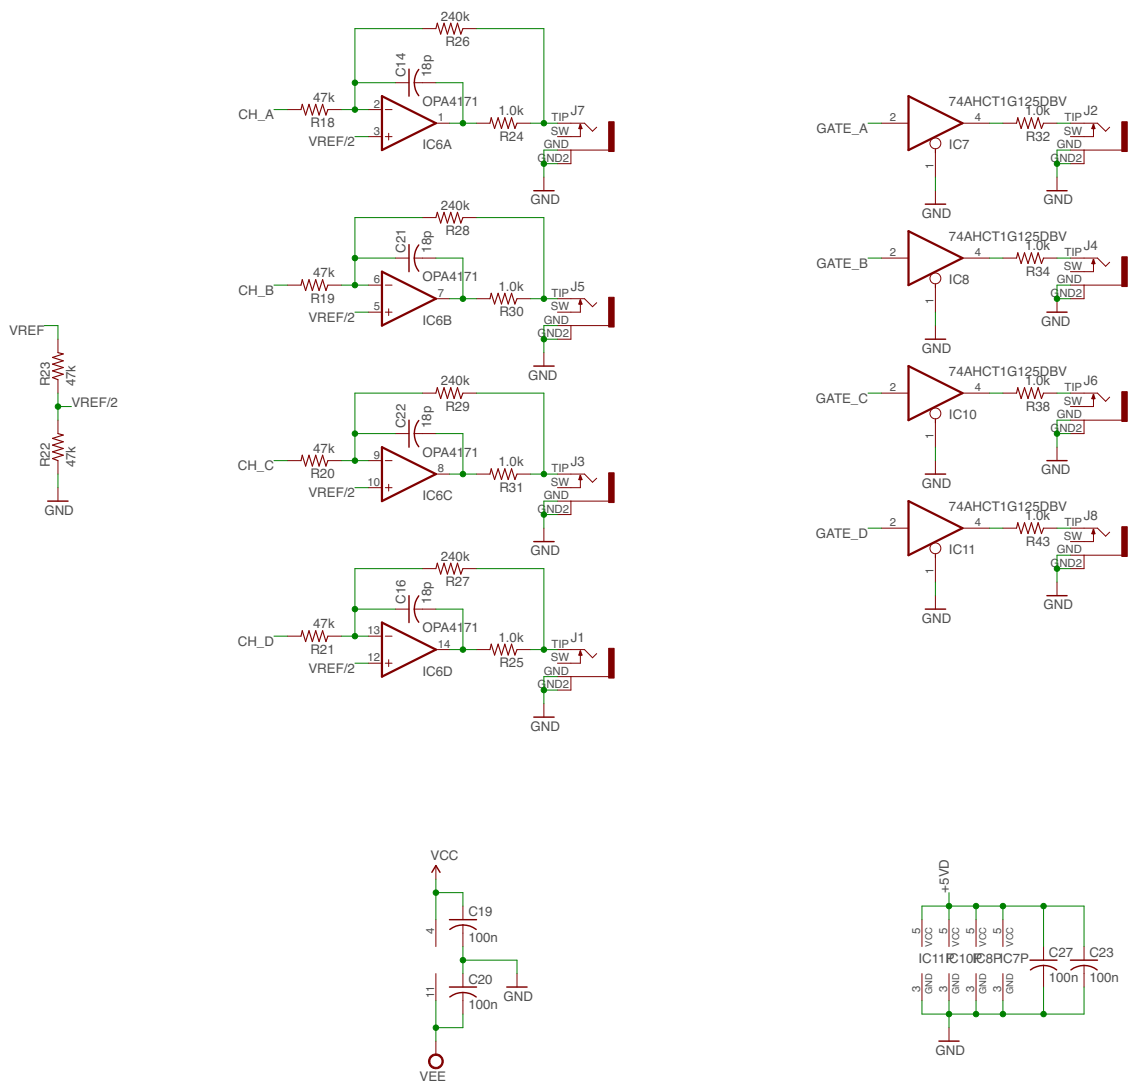 240k
R26
C14
18p
OPA4171
CH_A
47k
R18
2
3
VREF/2
1
IC6A
1.0k
R24
J7
TIP
SW
GND
GND2
GND
240k
R28
C21
18p
OPA4171
CH_B
47k
R19
6
5
VREF/2
7
IC6B
1.0k
R30
J5
TIP
SW
GND
GND2
GND
VREF
R23
47k
VREF/2
R22
47k
GND
240k
R29
C22
18p
OPA4171
CH_C
47k
R20
9
10
VREF/2
8
IC6C
1.0k
R31
J3
TIP
SW
GND
GND2
GND
240k
R27
C16
18p
OPA4171
CH_D
47k
R21
13
12
VREF/2
14
IC6D
1.0k
R25
J1
TIP
SW
GND
GND2
GND
74AHCT1G125DBV
GATE_A
2
4
1
IC7
GND
1.0k
R32
J2
TIP
SW
GND
GND2
GND
74AHCT1G125DBV
GATE_B
2
4
1
IC8
GND
1.0k
R34
J4
TIP
SW
GND
GND2
GND
74AHCT1G125DBV
GATE_C
2
4
1
IC10
GND
1.0k
R38
J6
TIP
SW
GND
GND2
GND
74AHCT1G125DBV
GATE_D
2
4
1
IC11
GND
1.0k
R43
J8
TIP
SW
GND
GND2
GND
VCC
4
C19
100n
11
C20
100n
GND
VEE
+5VD
5 VCC
5 VCC
5 VCC
5 VCC
IC11P
IC10P
IC8P
IC7P
3 GND
3 GND
3 GND
3 GND
C27
100n
C23
100n
GND